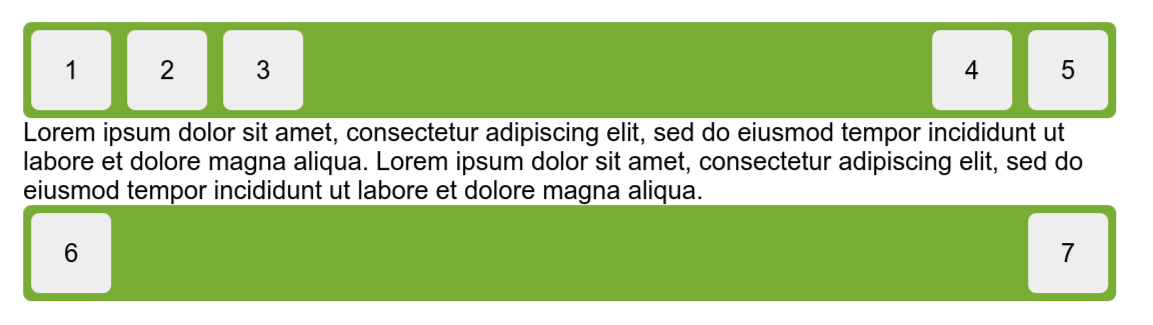 1 2 3 4 5
Lorem ipsum dolor sit amet, consectetur adipiscing elit, sed do eiusmod tempor incididunt ut
labore et dolore magna aliqua. Lorem ipsum dolor sit amet, consectetur adipiscing elit, sed do
eiusmod tempor incididunt ut labore et dolore magna aliqua.
6 7